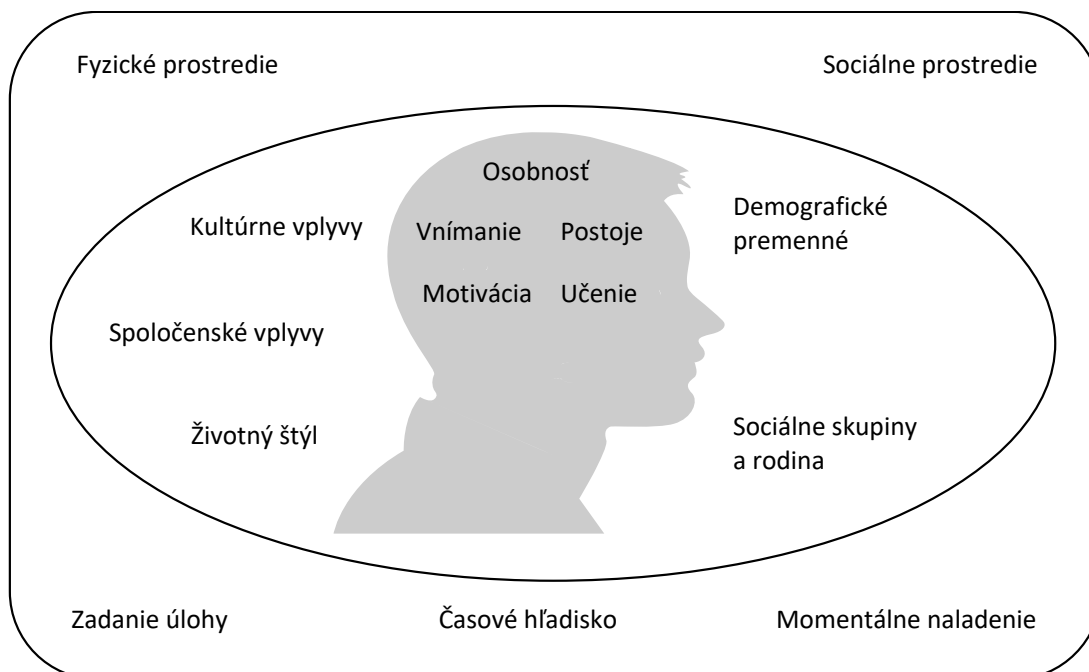 Fyzické prostredie
Sociálne prostredie
Osobnosť
Kultúrne vplyvy
Vnímanie
Postoje
Demografické
premenné
Motivácia
Učenie
Spoločenské vplyvy
Životný štýl
Sociálne skupiny
a rodina
Zadanie úlohy
Časové hľadisko
Momentálne naladenie